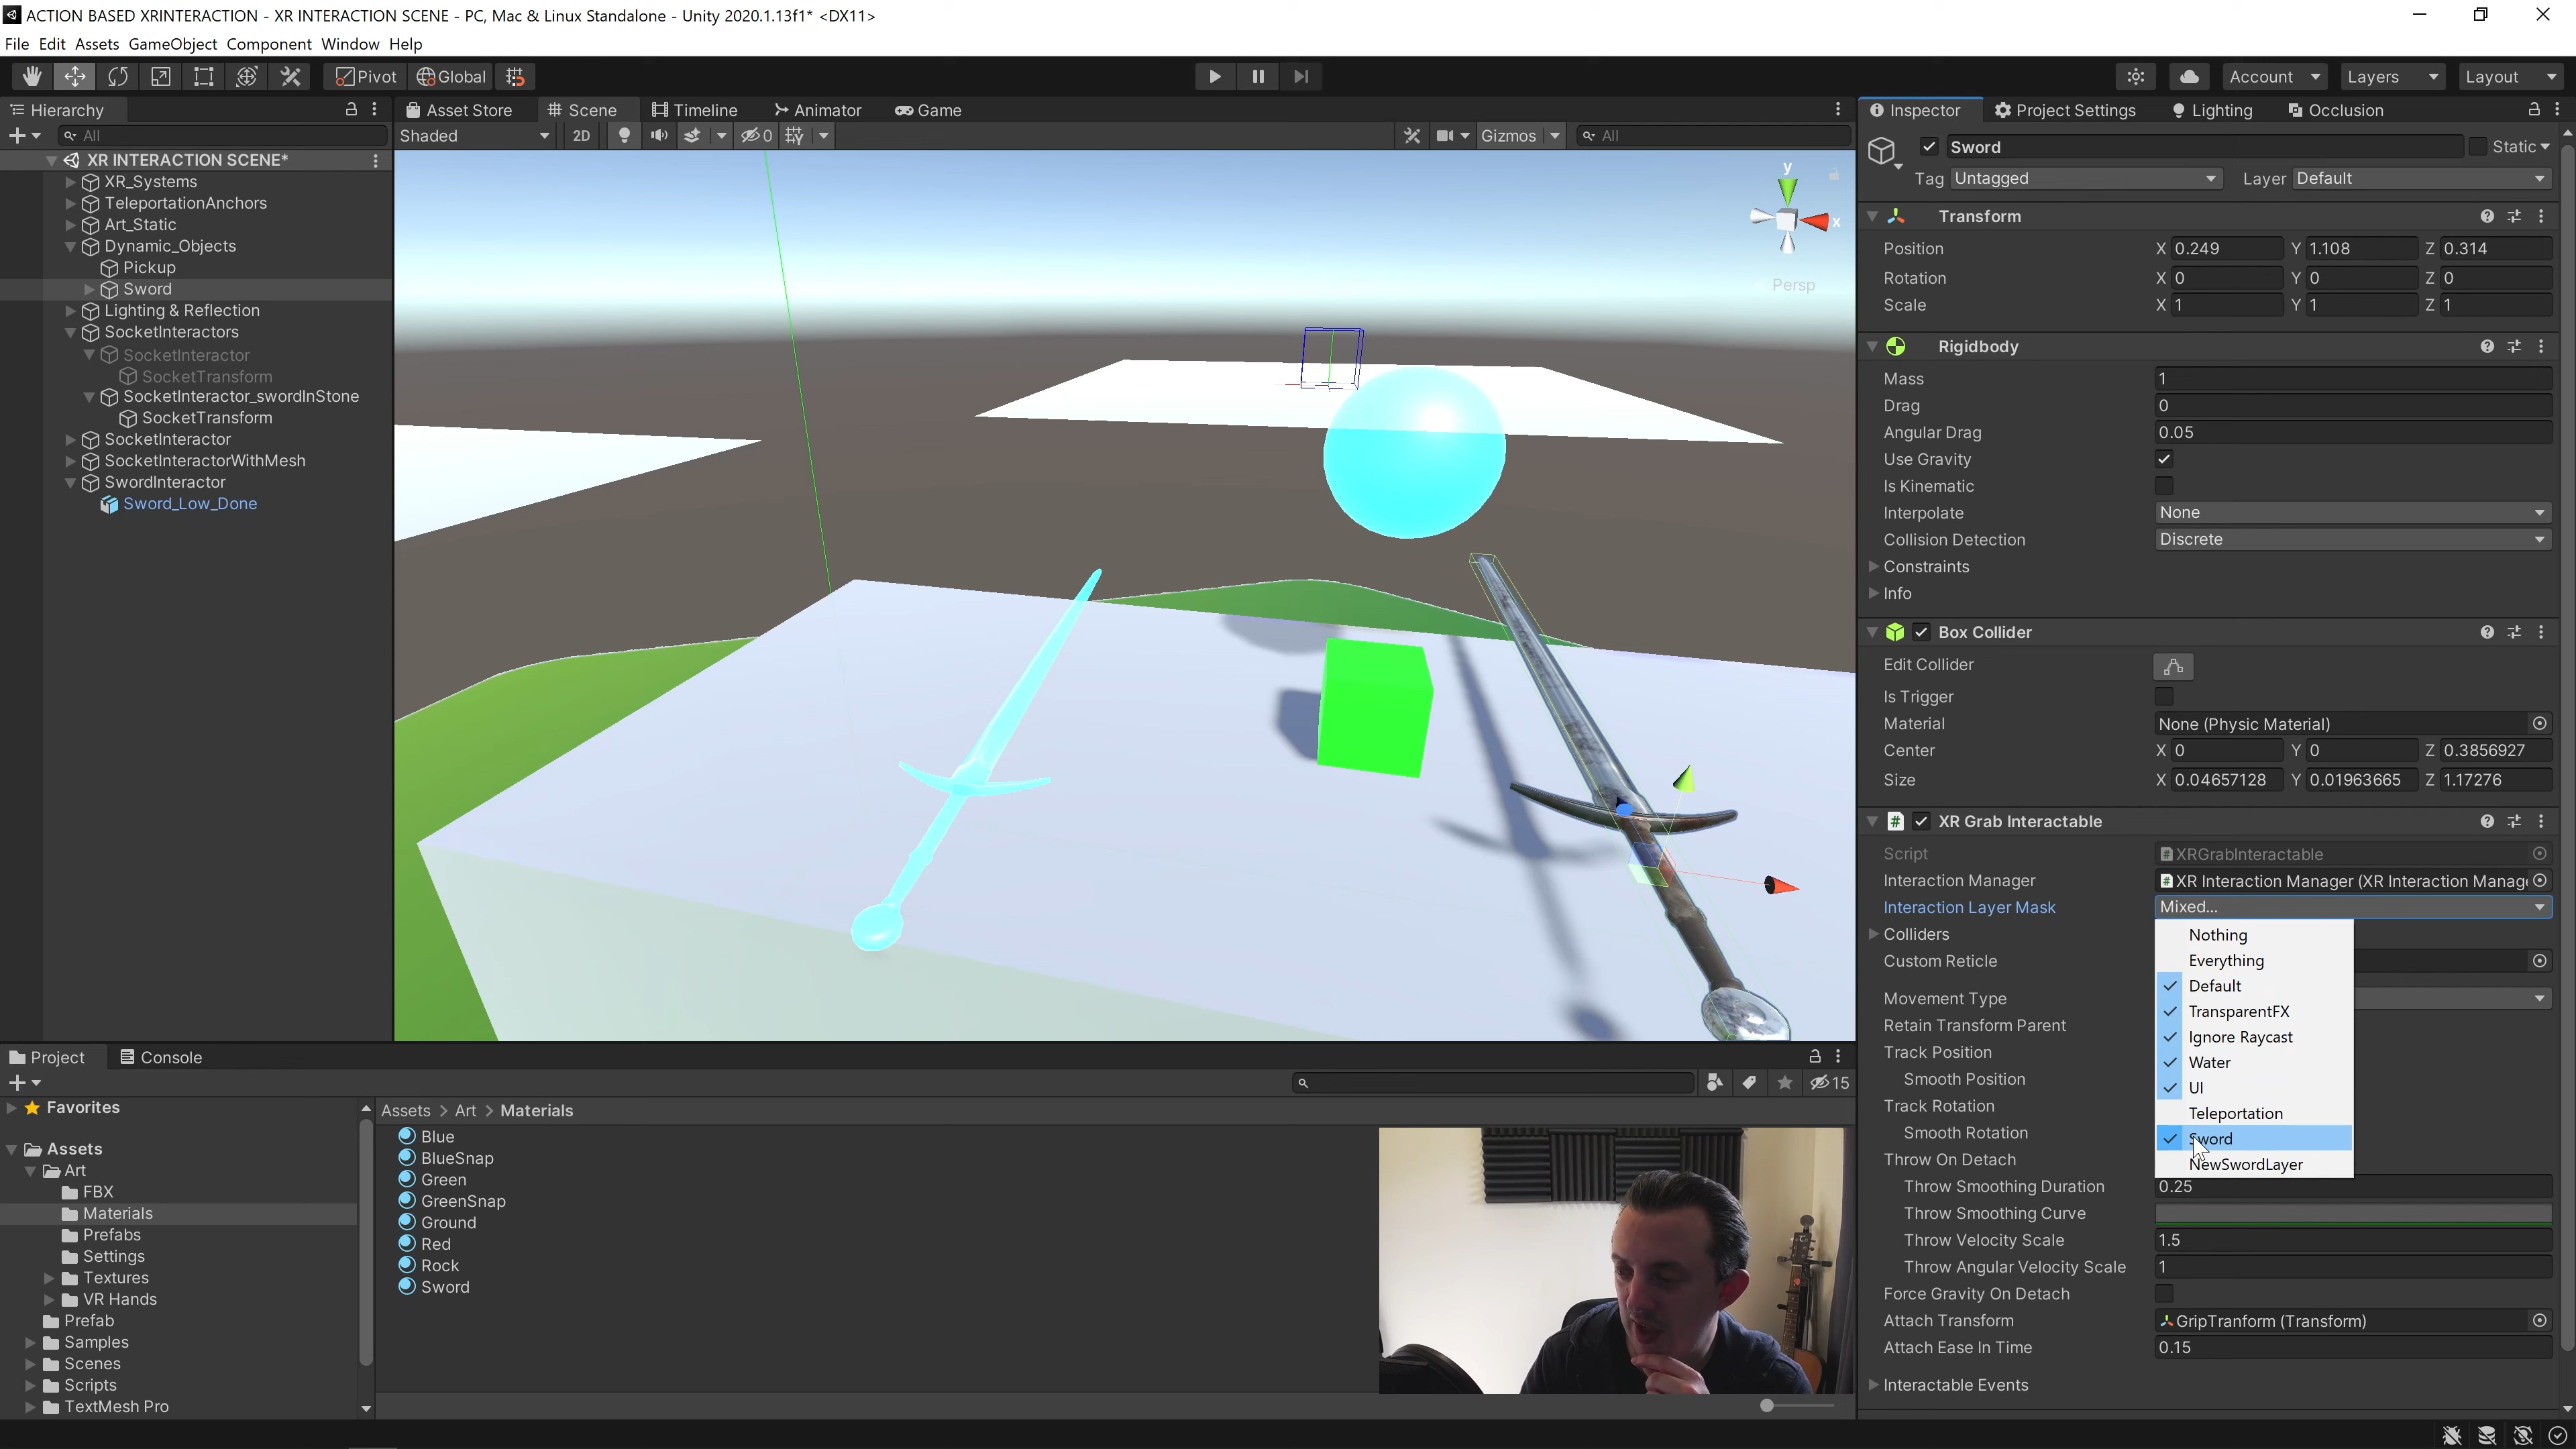 ACTION BASED XRINTERACTION - XR INTERACTION SCENE - PC, Mac & Linux Standalone - Unity 2020.1.13f1* <DX11>
File Edit Assets GameObject Component Window Help
Pivot Global Account Layers Layout
Hierarchy
All
XR INTERACTION SCENE*
XR_Systems
TeleportationAnchors
Art_Static
Dynamic_Objects
Pickup
Sword
Lighting & Reflection
SocketInteractors
SocketInteractor
SocketTransform
SocketInteractor_swordInStone
SocketTransform
SocketInteractor
SocketInteractorWithMesh
SwordInteractor
Sword_Low_Done
Asset Store Scene Timeline Animator Game
Shaded 2D 0 Gizmos All
y
x
Persp
Inspector Project Settings Lighting Occlusion
Sword Static
Tag Untagged Layer Default
Transform
Position X 0.249 Y 1.108 Z 0.314
Rotation X 0 Y 0 Z 0
Scale X 1 Y 1 Z 1
Rigidbody
Mass 1
Drag 0
Angular Drag 0.05
Use Gravity
Is Kinematic
Interpolate None
Collision Detection Discrete
Constraints
Info
Box Collider
Edit Collider
Is Trigger
Material None (Physic Material)
Center X 0 Y 0 Z 0.3856927
Size X 0.04657128 Y 0.01963665 Z 1.17276
XR Grab Interactable
Script XRGrabInteractable
Interaction Manager XR Interaction Manager (XR Interaction Manag
Interaction Layer Mask Mixed...
Colliders
Custom Reticle
Movement Type
Retain Transform Parent
Track Position
Smooth Position
Track Rotation
Smooth Rotation
Throw On Detach
Nothing
Everything
Default
TransparentFX
Ignore Raycast
Water
UI
Teleportation
Sword
NewSwordLayer
Throw Smoothing Duration 0.25
Throw Smoothing Curve
Throw Velocity Scale 1.5
Throw Angular Velocity Scale 1
Force Gravity On Detach
Attach Transform GripTranform (Transform)
Attach Ease In Time 0.15
Interactable Events
Project Console
15
Favorites
Assets
Art
FBX
Materials
Prefabs
Settings
Textures
VR Hands
Prefab
Samples
Scenes
Scripts
TextMesh Pro
Assets > Art > Materials
Blue
BlueSnap
Green
GreenSnap
Ground
Red
Rock
Sword